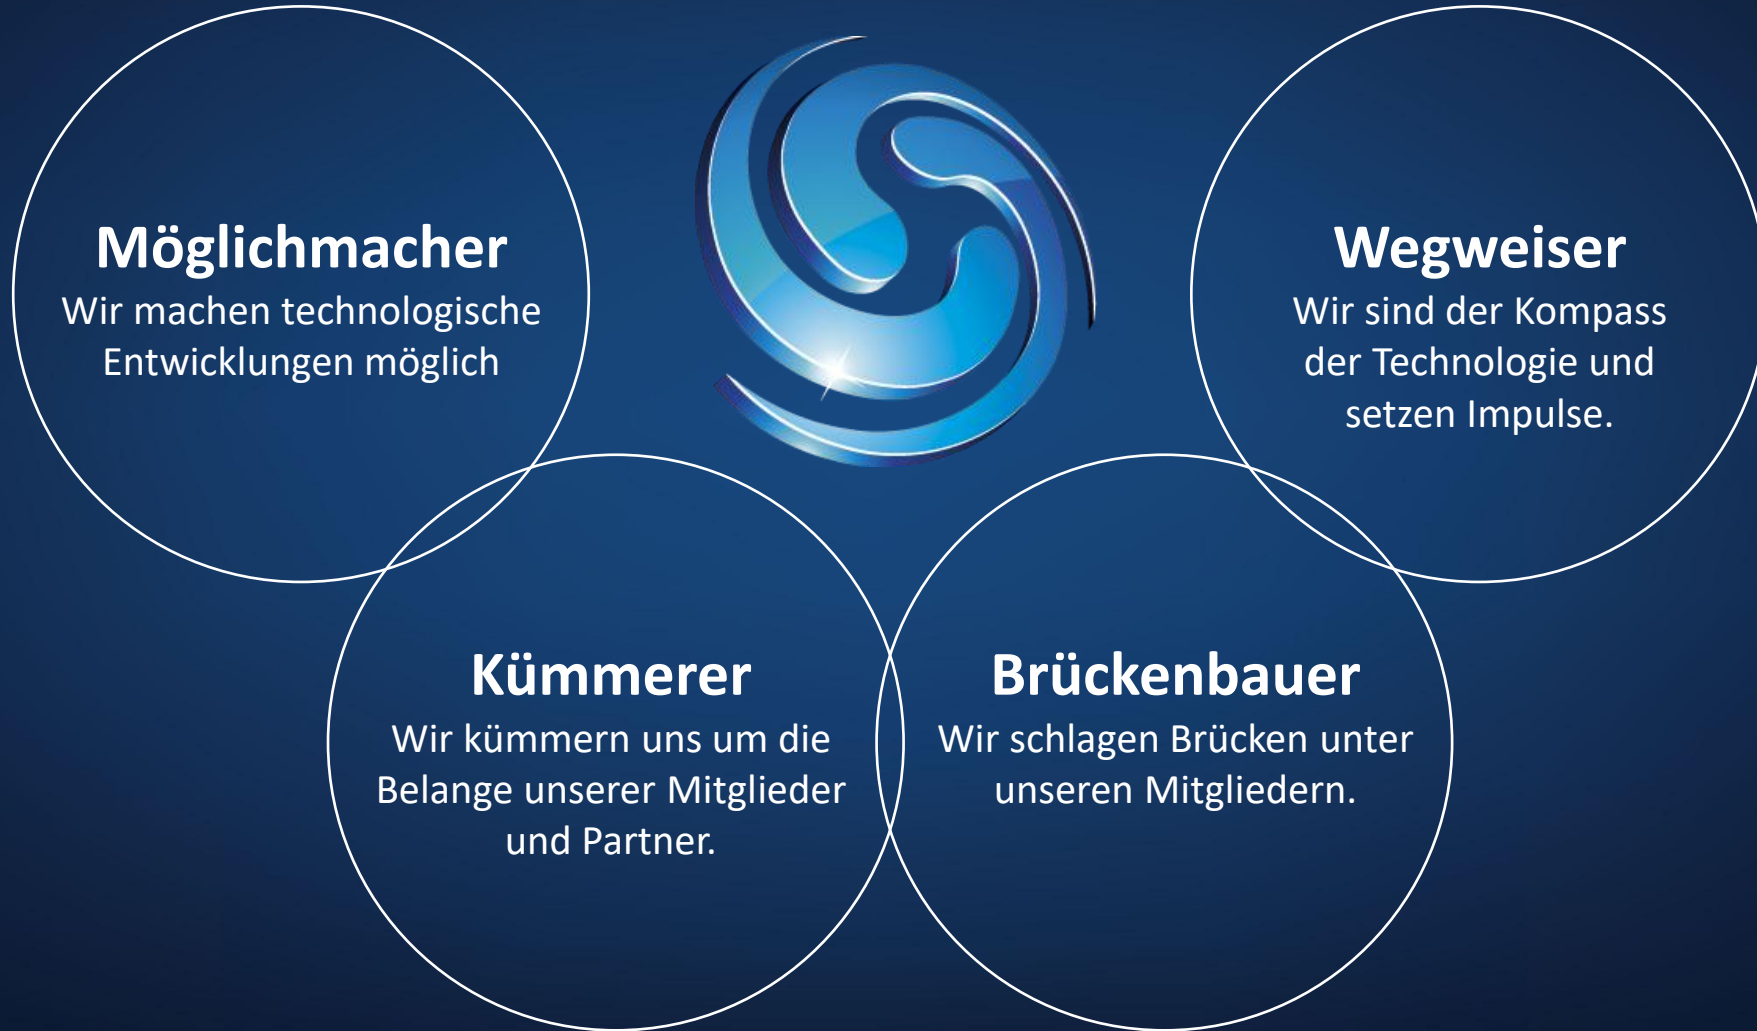 Möglichmacher
Wir machen technologische
Entwicklungen möglich
Wegweiser
Wir sind der Kompass
der Technologie und
setzen Impulse.
Kümmerer
Wir kümmern uns um die
Belange unserer Mitglieder
und Partner.
Brückenbauer
Wir schlagen Brücken unter
unseren Mitgliedern.